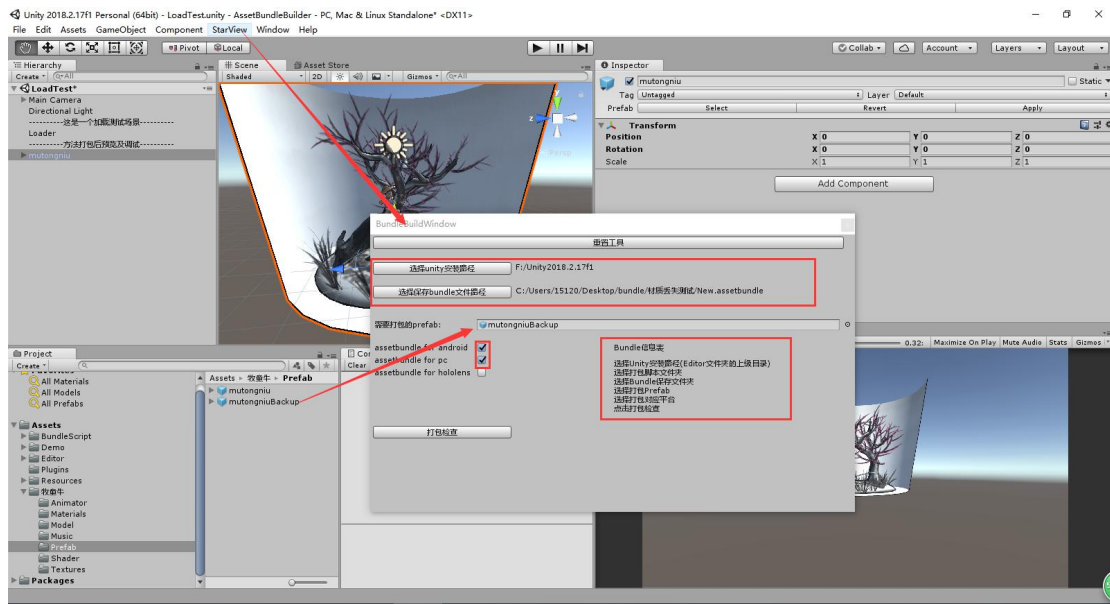 Unity 2018.2.17f1 Personal (64bit) - LoadTest.unity - AssetBundleBuilder - PC, Mac & Linux Standalone* <DX11>
File Edit Assets GameObject Component StarView Window Help
Pivot Local Collab Account Layers Layout
Hierarchy
Create All
LoadTest*
Main Camera
Directional Light
----------这是一个加载测试场景----------
Loader
----------方法打包后预览及调试----------
mutongniu
Scene Asset Store
Shaded 2D Gizmos All
z
Persp
Inspector
mutongniu Static
Tag Untagged Layer Default
Prefab Select Revert Apply
Transform
Position X 0 Y 0 Z 0
Rotation X 0 Y 0 Z 0
Scale X 1 Y 1 Z 1
Add Component
BundleBuildWindow
重置工具
选择unity安装路径 F:/Unity2018.2.17f1
选择保存bundle文件路径 C:/Users/15120/Desktop/bundle/材质丢失测试/New.assetbundle
需要打包的prefab: mutongniuBackup
assetbundle for android
assetbundle for pc
assetbundle for hololens
Bundle信息表
选择Unity安装路径(Editor文件夹的上级目录)
选择打包脚本文件夹
选择Bundle保存文件夹
选择打包Prefab
选择打包对应平台
点击打包检查
打包检查
0.32: Maximize On Play Mute Audio Stats Gizmos
Project
Create
Favorites
All Materials
All Models
All Prefabs
Assets
BundleScript
Demo
Editor
Plugins
Resources
牧童牛
Animator
Materials
Model
Music
Prefab
Shader
Textures
Packages
Assets 牧童牛 Prefab
mutongniu
mutongniuBackup
Clear